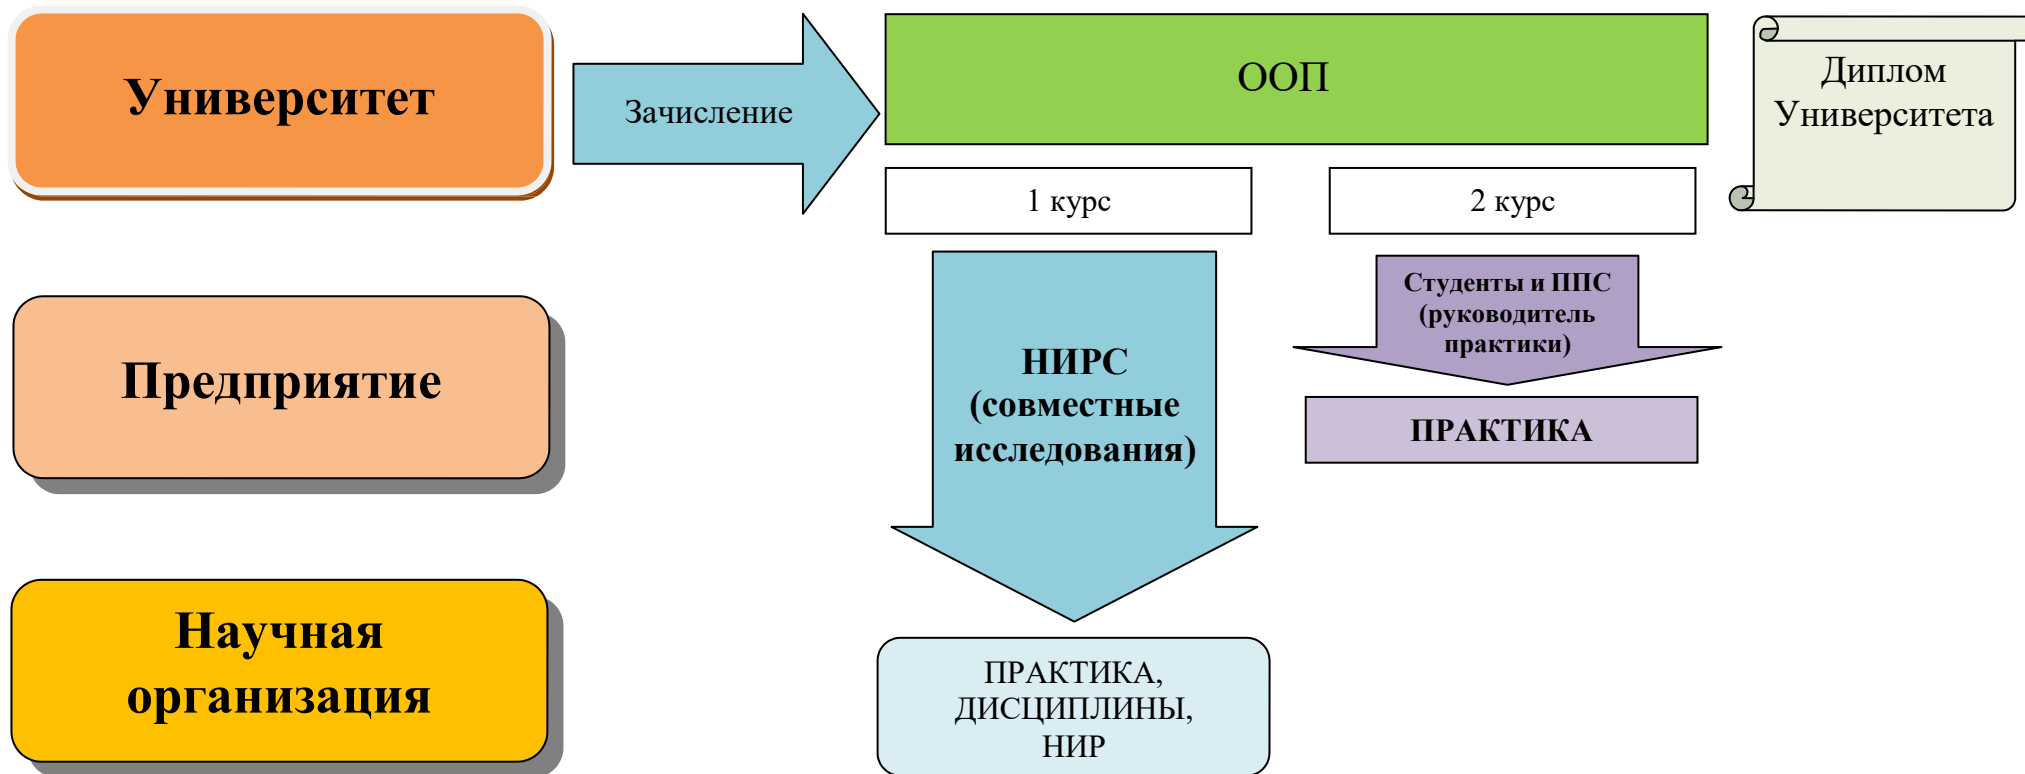 Университет
Зачисление
ООП
Диплом
Университета
1 курс
2 курс
Предприятие
НИРС
(совместные
исследования)
Студенты и ППС
(руководитель
практики)
ПРАКТИКА
Научная
организация
ПРАКТИКА,
ДИСЦИПЛИНЫ,
НИР